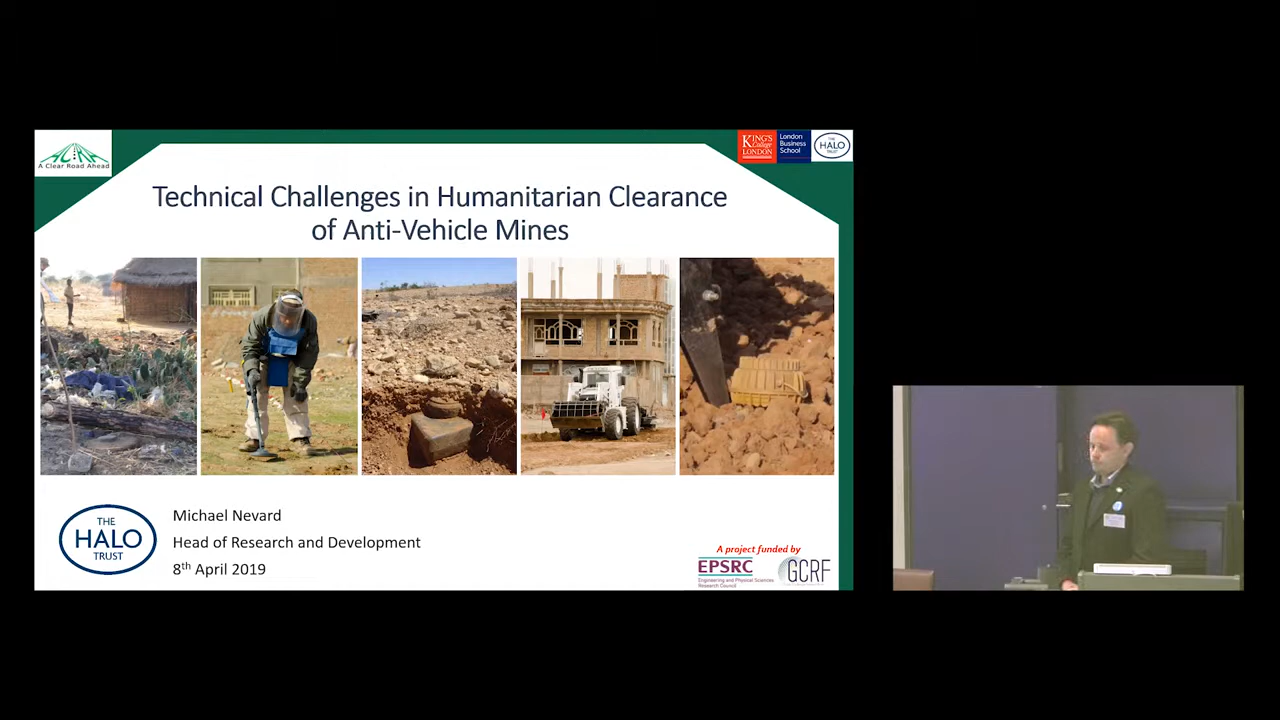 A Clear Road Ahead
KING'S
College
LONDON
London
Business
School
THE
HALO
TRUST
Technical Challenges in Humanitarian Clearance
of Anti-Vehicle Mines
THE
HALO
TRUST
Michael Nevard
Head of Research and Development
8th April 2019
A project funded by
EPSRC
Engineering and Physical Sciences
Research Council
GCRF